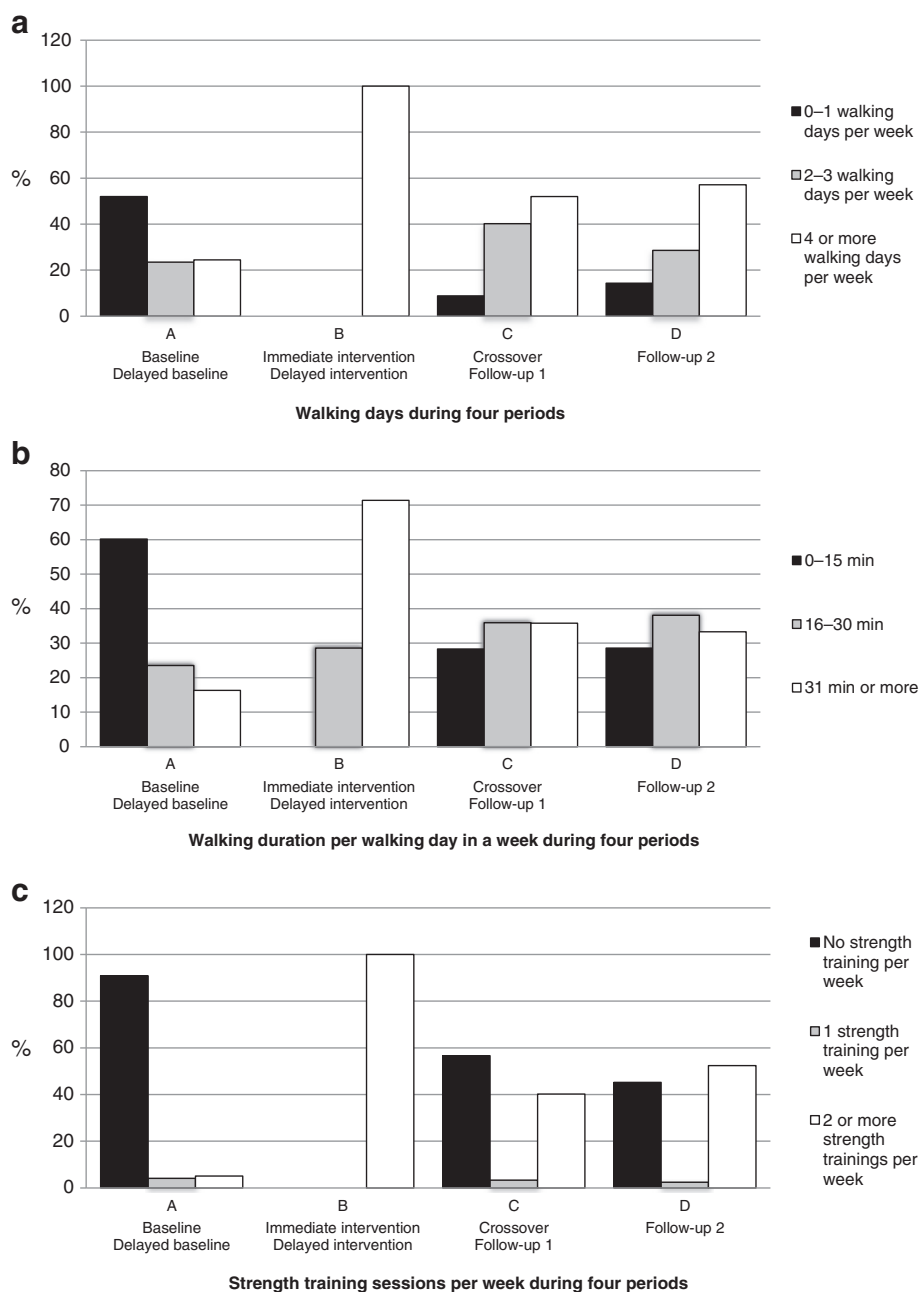 a
120
100
80
60
40
20
0
%
A
Baseline
Delayed baseline
B
Immediate intervention
Delayed intervention
C
Crossover
Follow-up 1
D
Follow-up 2
Walking days during four periods
0–1 walking
days per week
2–3 walking
days per week
4 or more
walking days
per week
b
80
70
60
50
40
30
20
10
0
%
A
Baseline
Delayed baseline
B
Immediate intervention
Delayed intervention
C
Crossover
Follow-up 1
D
Follow-up 2
Walking duration per walking day in a week during four periods
0–15 min
16–30 min
31 min or more
c
120
100
80
60
40
20
0
%
A
Baseline
Delayed baseline
B
Immediate intervention
Delayed intervention
C
Crossover
Follow-up 1
D
Follow-up 2
Strength training sessions per week during four periods
No strength
training per
week
1 strength
training per
week
2 or more
strength
trainings per
week